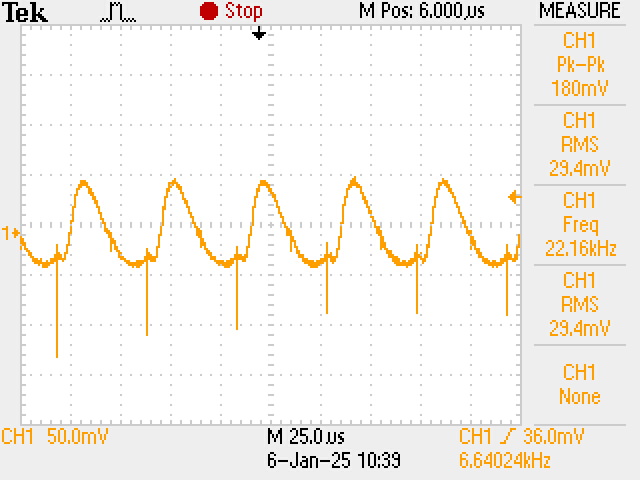 Tek Stop M Pos: 6.000µs MEASURE
CH1
Pk-Pk
180mV
CH1
RMS
29.4mV
CH1
Freq
22.16kHz
CH1
RMS
29.4mV
CH1
None
1
CH1 50.0mV M 25.0µs CH1 36.0mV
6-Jan-25 10:39 6.64024kHz